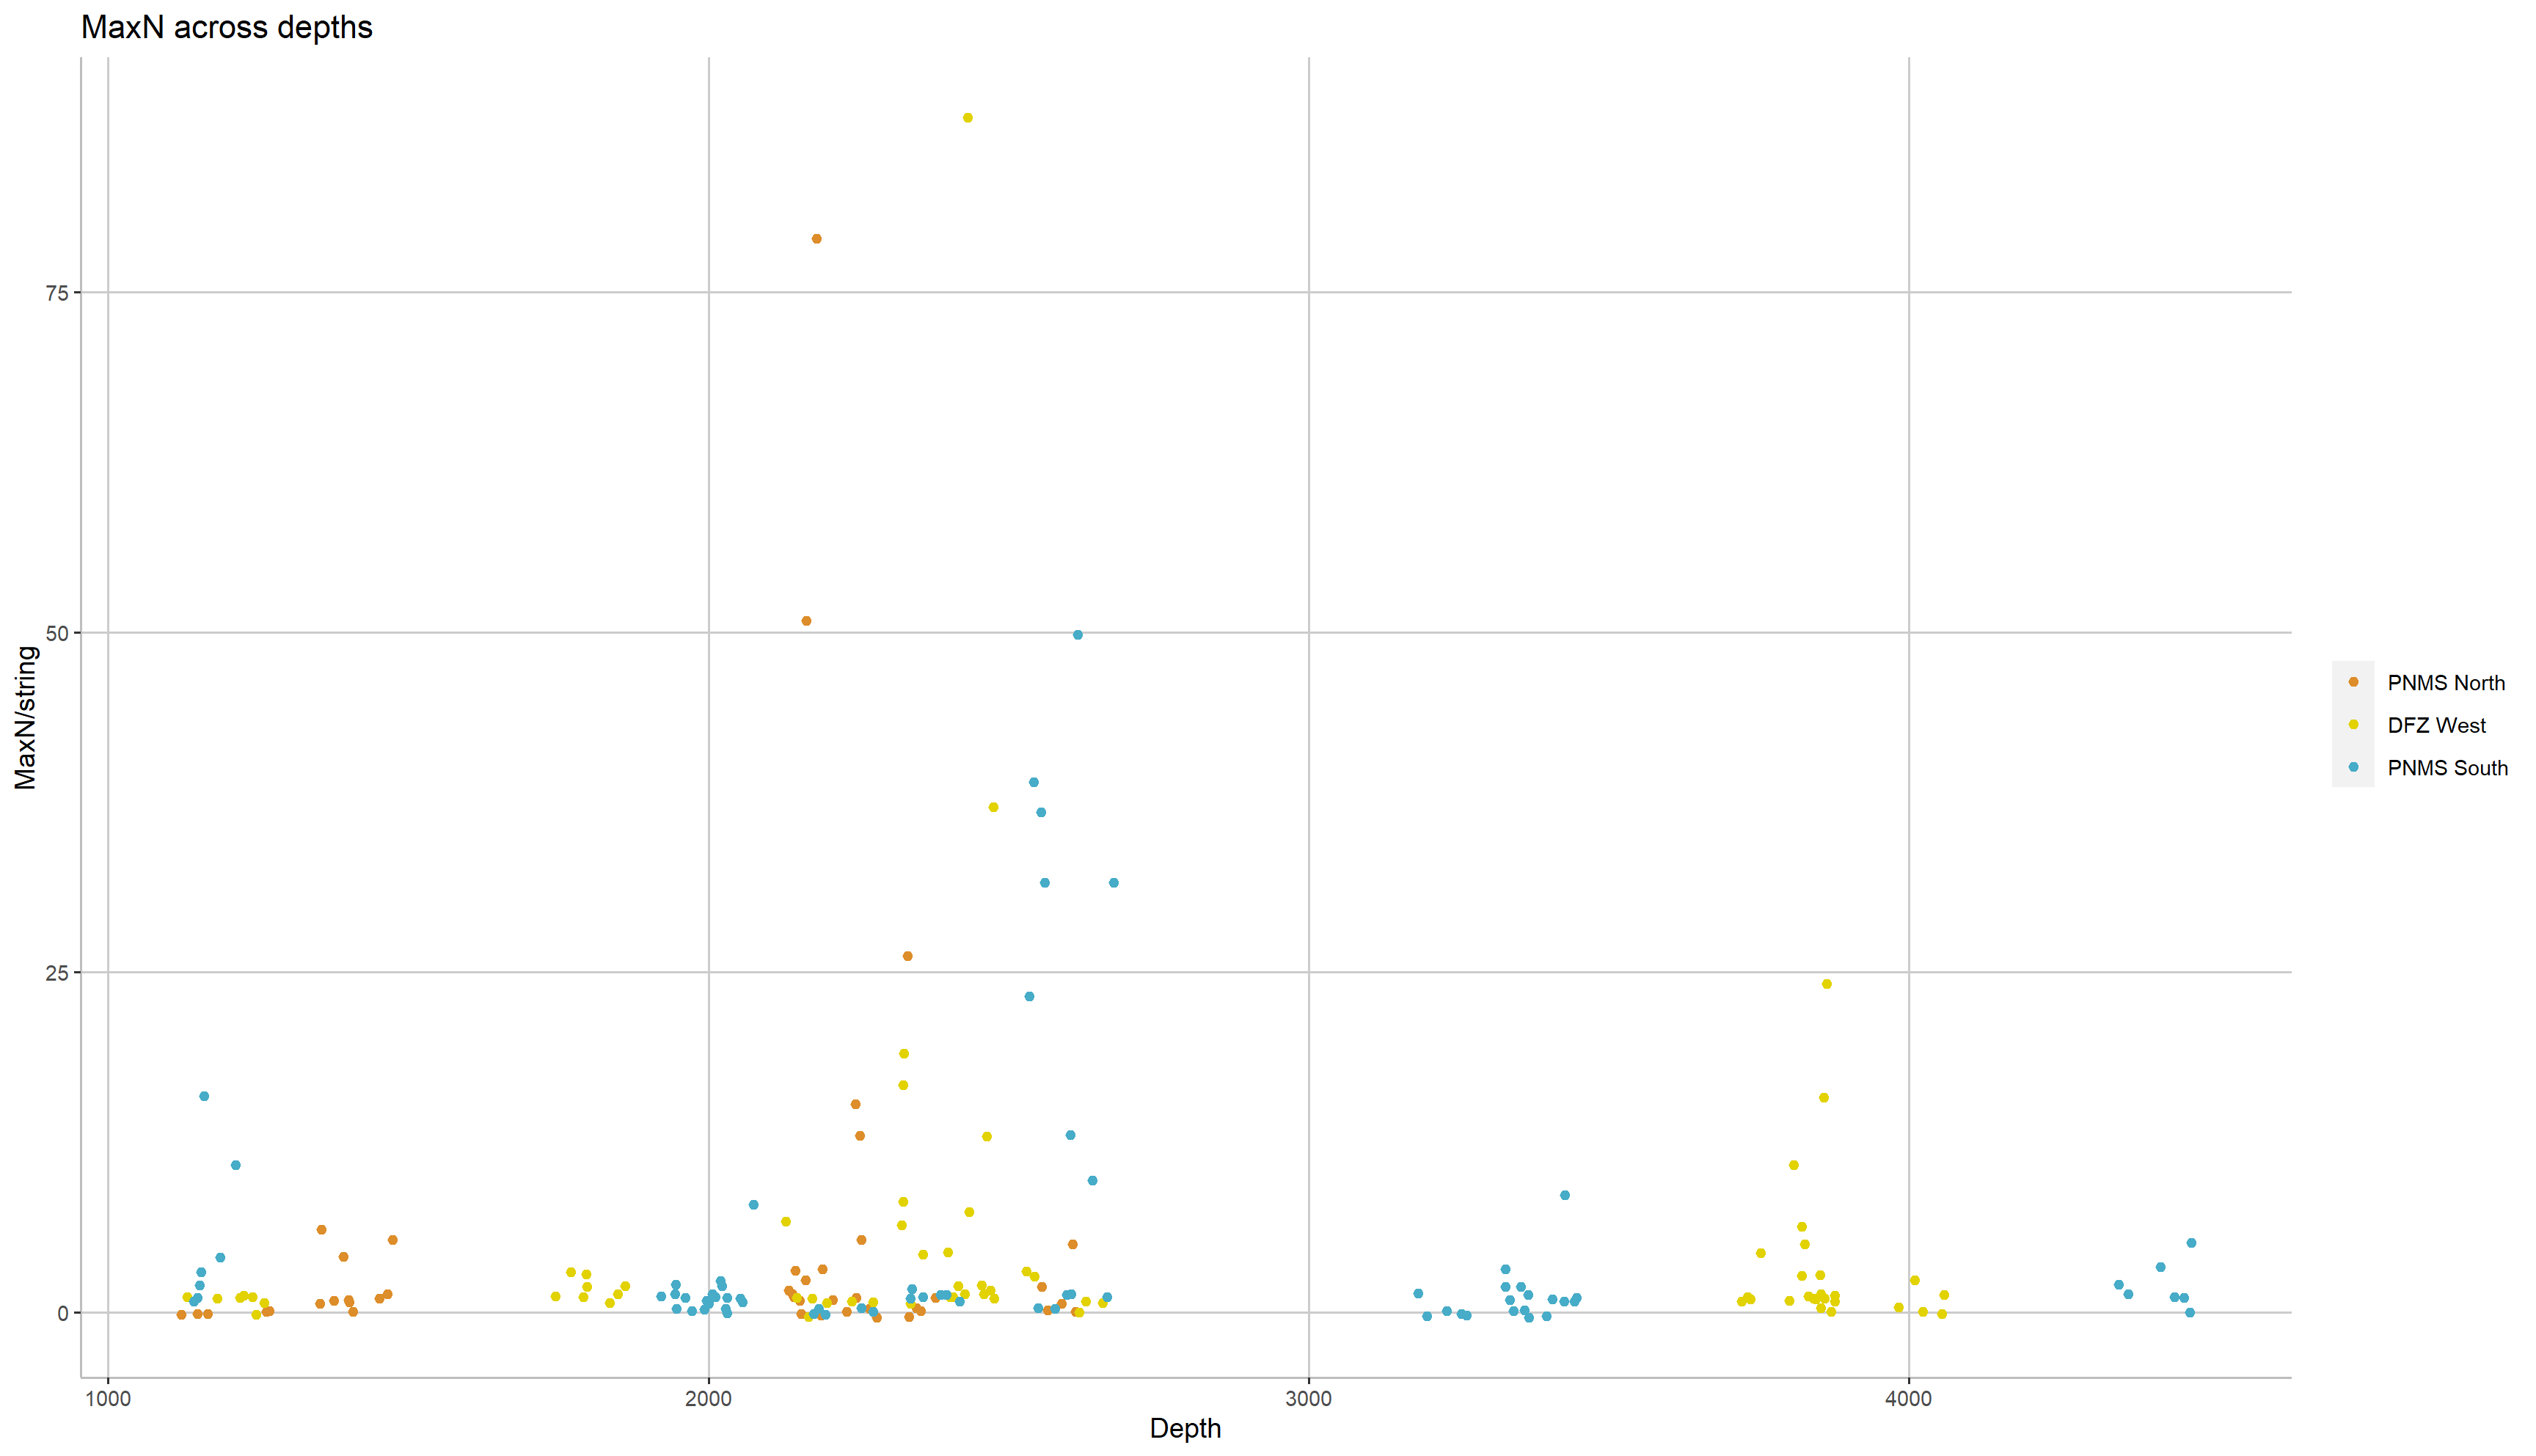 MaxN across depths
75
50
25
0
MaxN/string
1000 2000 3000 4000
Depth
PNMS North
DFZ West
PNMS South